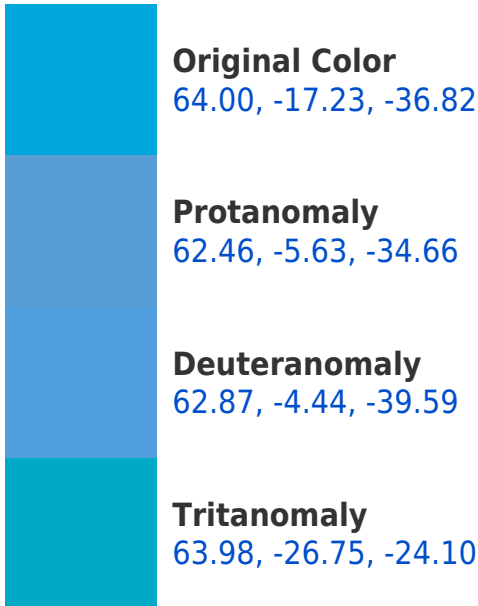 Original Color
64.00, -17.23, -36.82
Protanomaly
62.46, -5.63, -34.66
Deuteranomaly
62.87, -4.44, -39.59
Tritanomaly
63.98, -26.75, -24.10